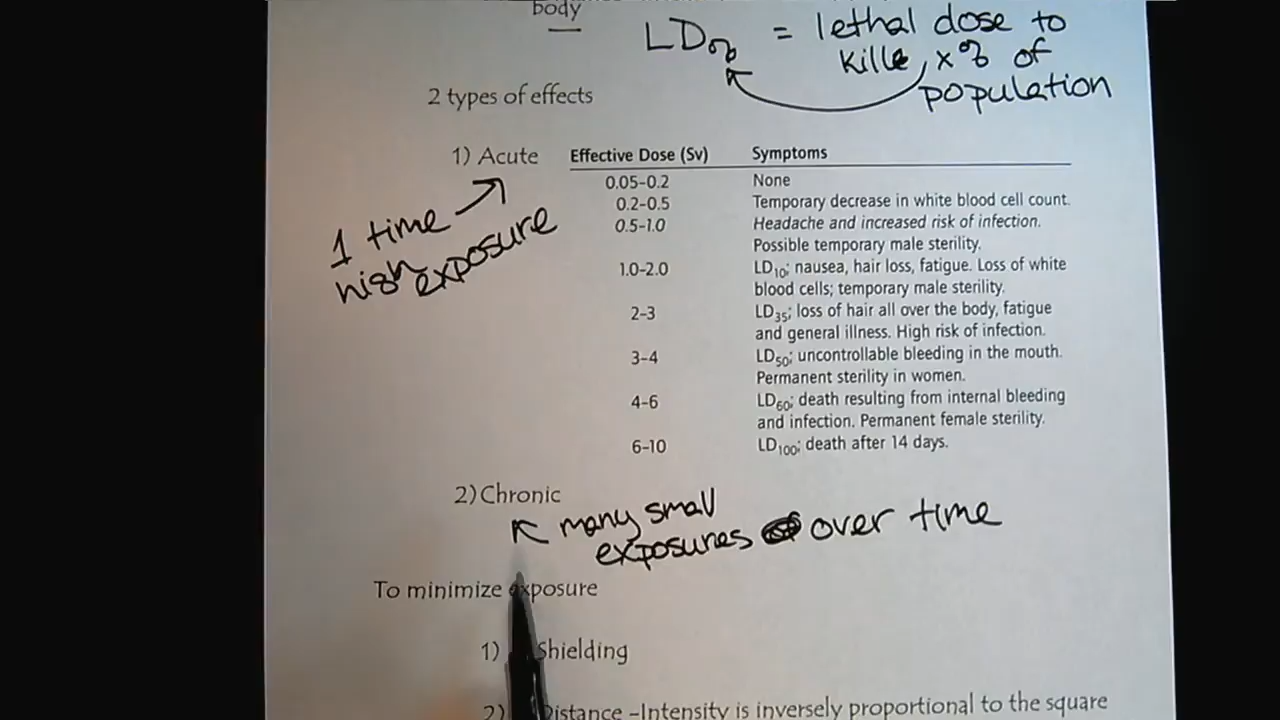 body
LD% = lethal dose to
kill x% of
population
2 types of effects
1) Acute
1 time
high exposure
Effective Dose (Sv) Symptoms
0.05-0.2 None
0.2-0.5 Temporary decrease in white blood cell count.
0.5-1.0 Headache and increased risk of infection.
Possible temporary male sterility.
1.0-2.0 LD10; nausea, hair loss, fatigue. Loss of white
blood cells; temporary male sterility.
2-3 LD35; loss of hair all over the body, fatigue
and general illness. High risk of infection.
3-4 LD50; uncontrollable bleeding in the mouth.
Permanent sterility in women.
4-6 LD60; death resulting from internal bleeding
and infection. Permanent female sterility.
6-10 LD100; death after 14 days.
2) Chronic
many small
exposures over time
To minimize exposure
1) Shielding
2) Distance -Intensity is inversely proportional to the square